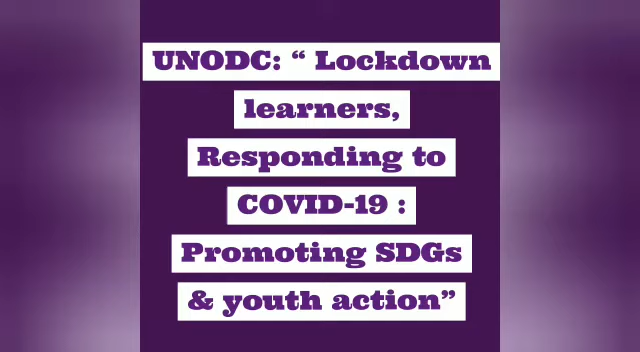 UNODC: “ Lockdown
learners,
Responding to
COVID-19 :
Promoting SDGs
& youth action”